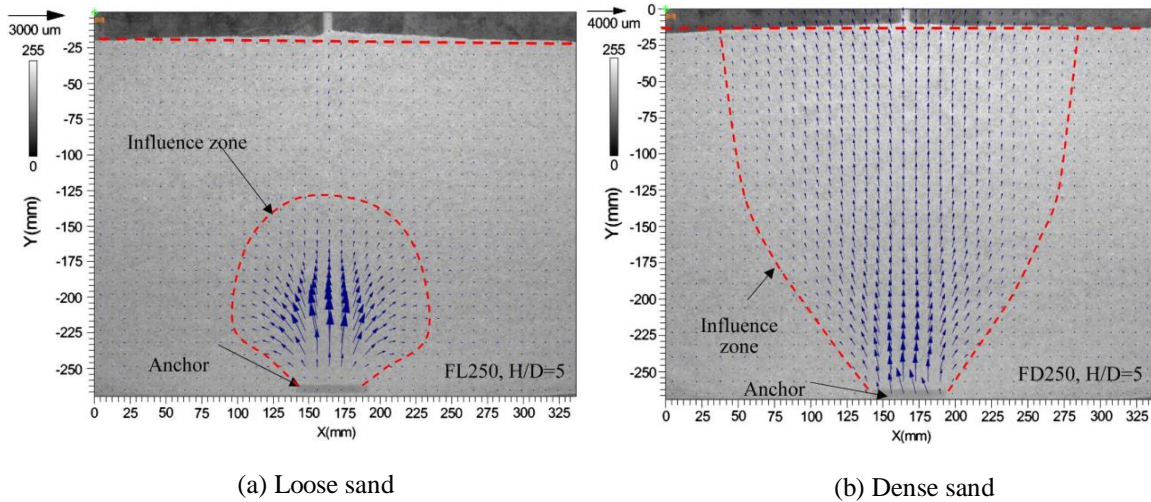 3000 um
255
0
0
-25
-50
-75
-100
-125
-150
-175
-200
-225
-250
Y(mm)
Influence zone
Anchor
FL250, H/D=5
0 25 50 75 100 125 150 175 200 225 250 275 300 325
X(mm)
(a) Loose sand
4000 um
255
0
0
-25
-50
-75
-100
-125
-150
-175
-200
-225
-250
Y(mm)
Influence
zone
Anchor
FD250, H/D=5
0 25 50 75 100 125 150 175 200 225 250 275 300 325
X(mm)
(b) Dense sand